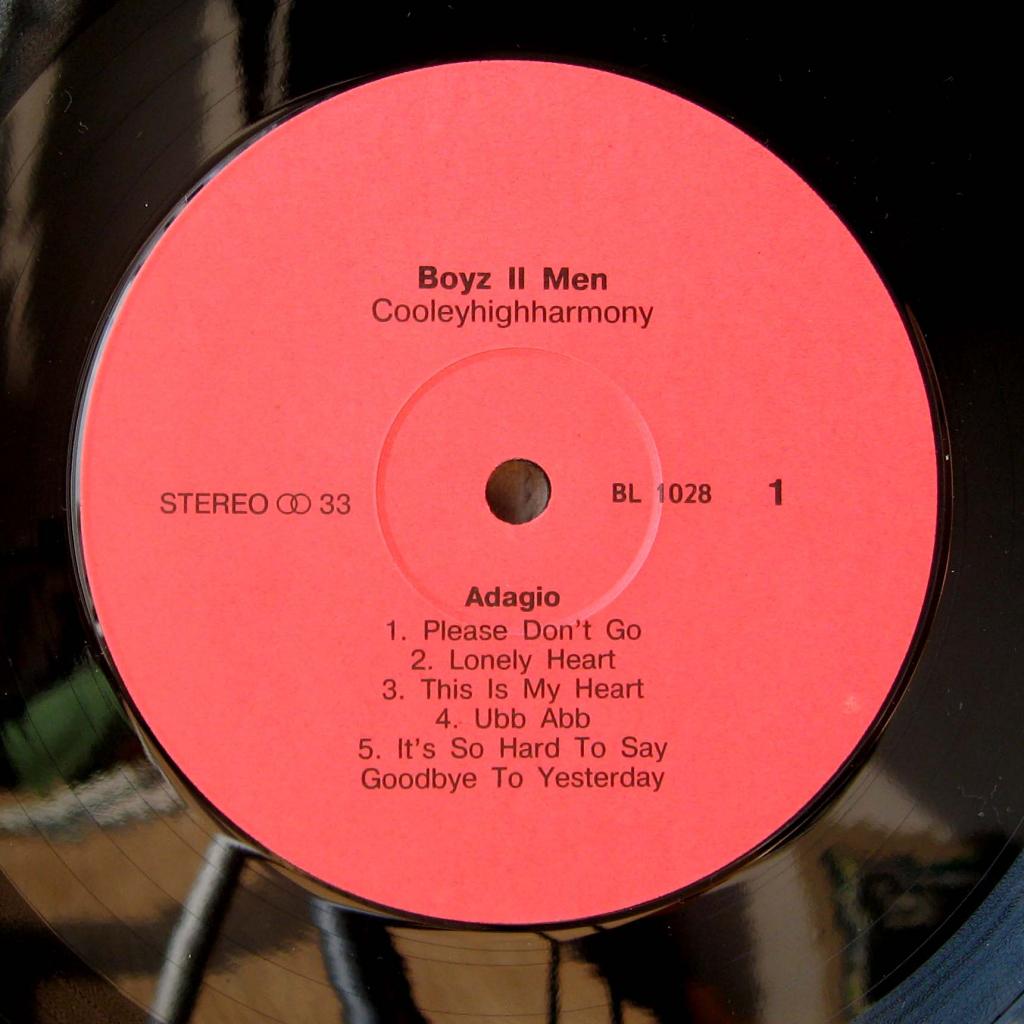 Boyz II Men
Cooleyhighharmony
STEREO 33
BL 1028 1
Adagio
1. Please Don't Go
2. Lonely Heart
3. This Is My Heart
4. Ubb Abb
5. It's So Hard To Say
Goodbye To Yesterday